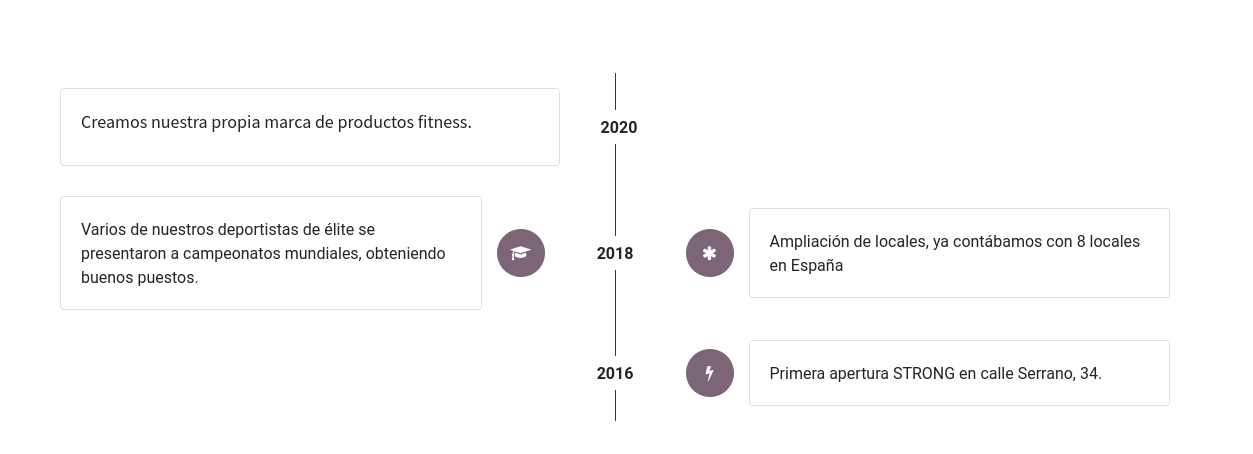 Creamos nuestra propia marca de productos fitness.
2020
Varios de nuestros deportistas de élite se
presentaron a campeonatos mundiales, obteniendo
buenos puestos.
2018
Ampliación de locales, ya contábamos con 8 locales
en España
2016
Primera apertura STRONG en calle Serrano, 34.